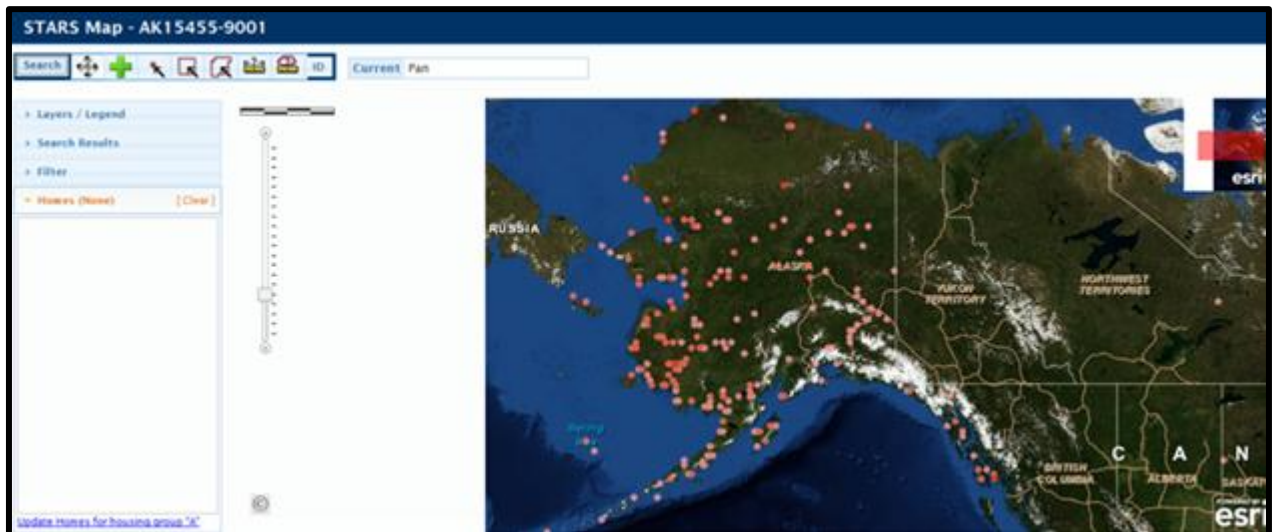 STARS Map - AK15455-9001
Search
ID
Current Pan
Layers / Legend
Search Results
Filter
Homes (None) [Clear]
Update Homes for housing group "A"
RUSSIA
ALASKA
YUKON
TERRITORY
NORTHWEST
TERRITORIES
Bering
BRITISH
COLUMBIA
ALBERTA
C A N
esri
esri